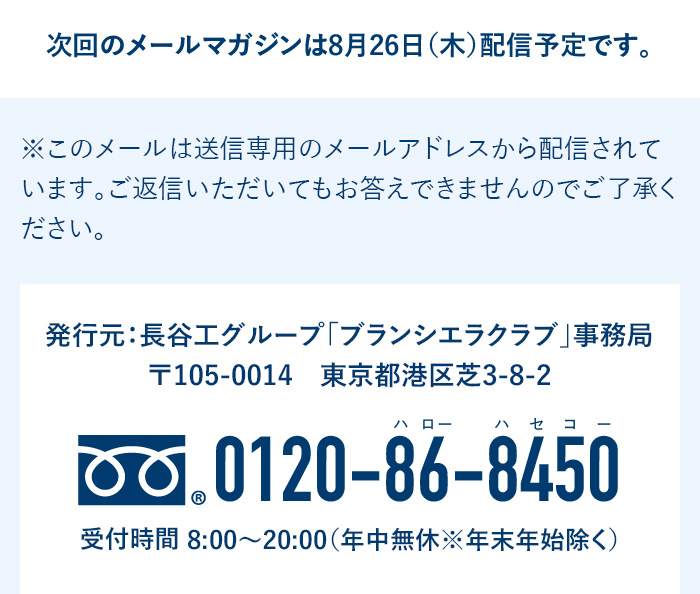 次回のメールマガジンは8月26日（木）配信予定です。
※このメールは送信専用のメールアドレスから配信されて
います。ご返信いただいてもお答えできませんのでご了承く
ださい。
発行元：長谷工グループ「ブランシエラクラブ」事務局
〒105-0014　東京都港区芝3-8-2
ハロー ハセコー
® 0120-86-8450
受付時間 8:00～20:00（年中無休※年末年始除く）